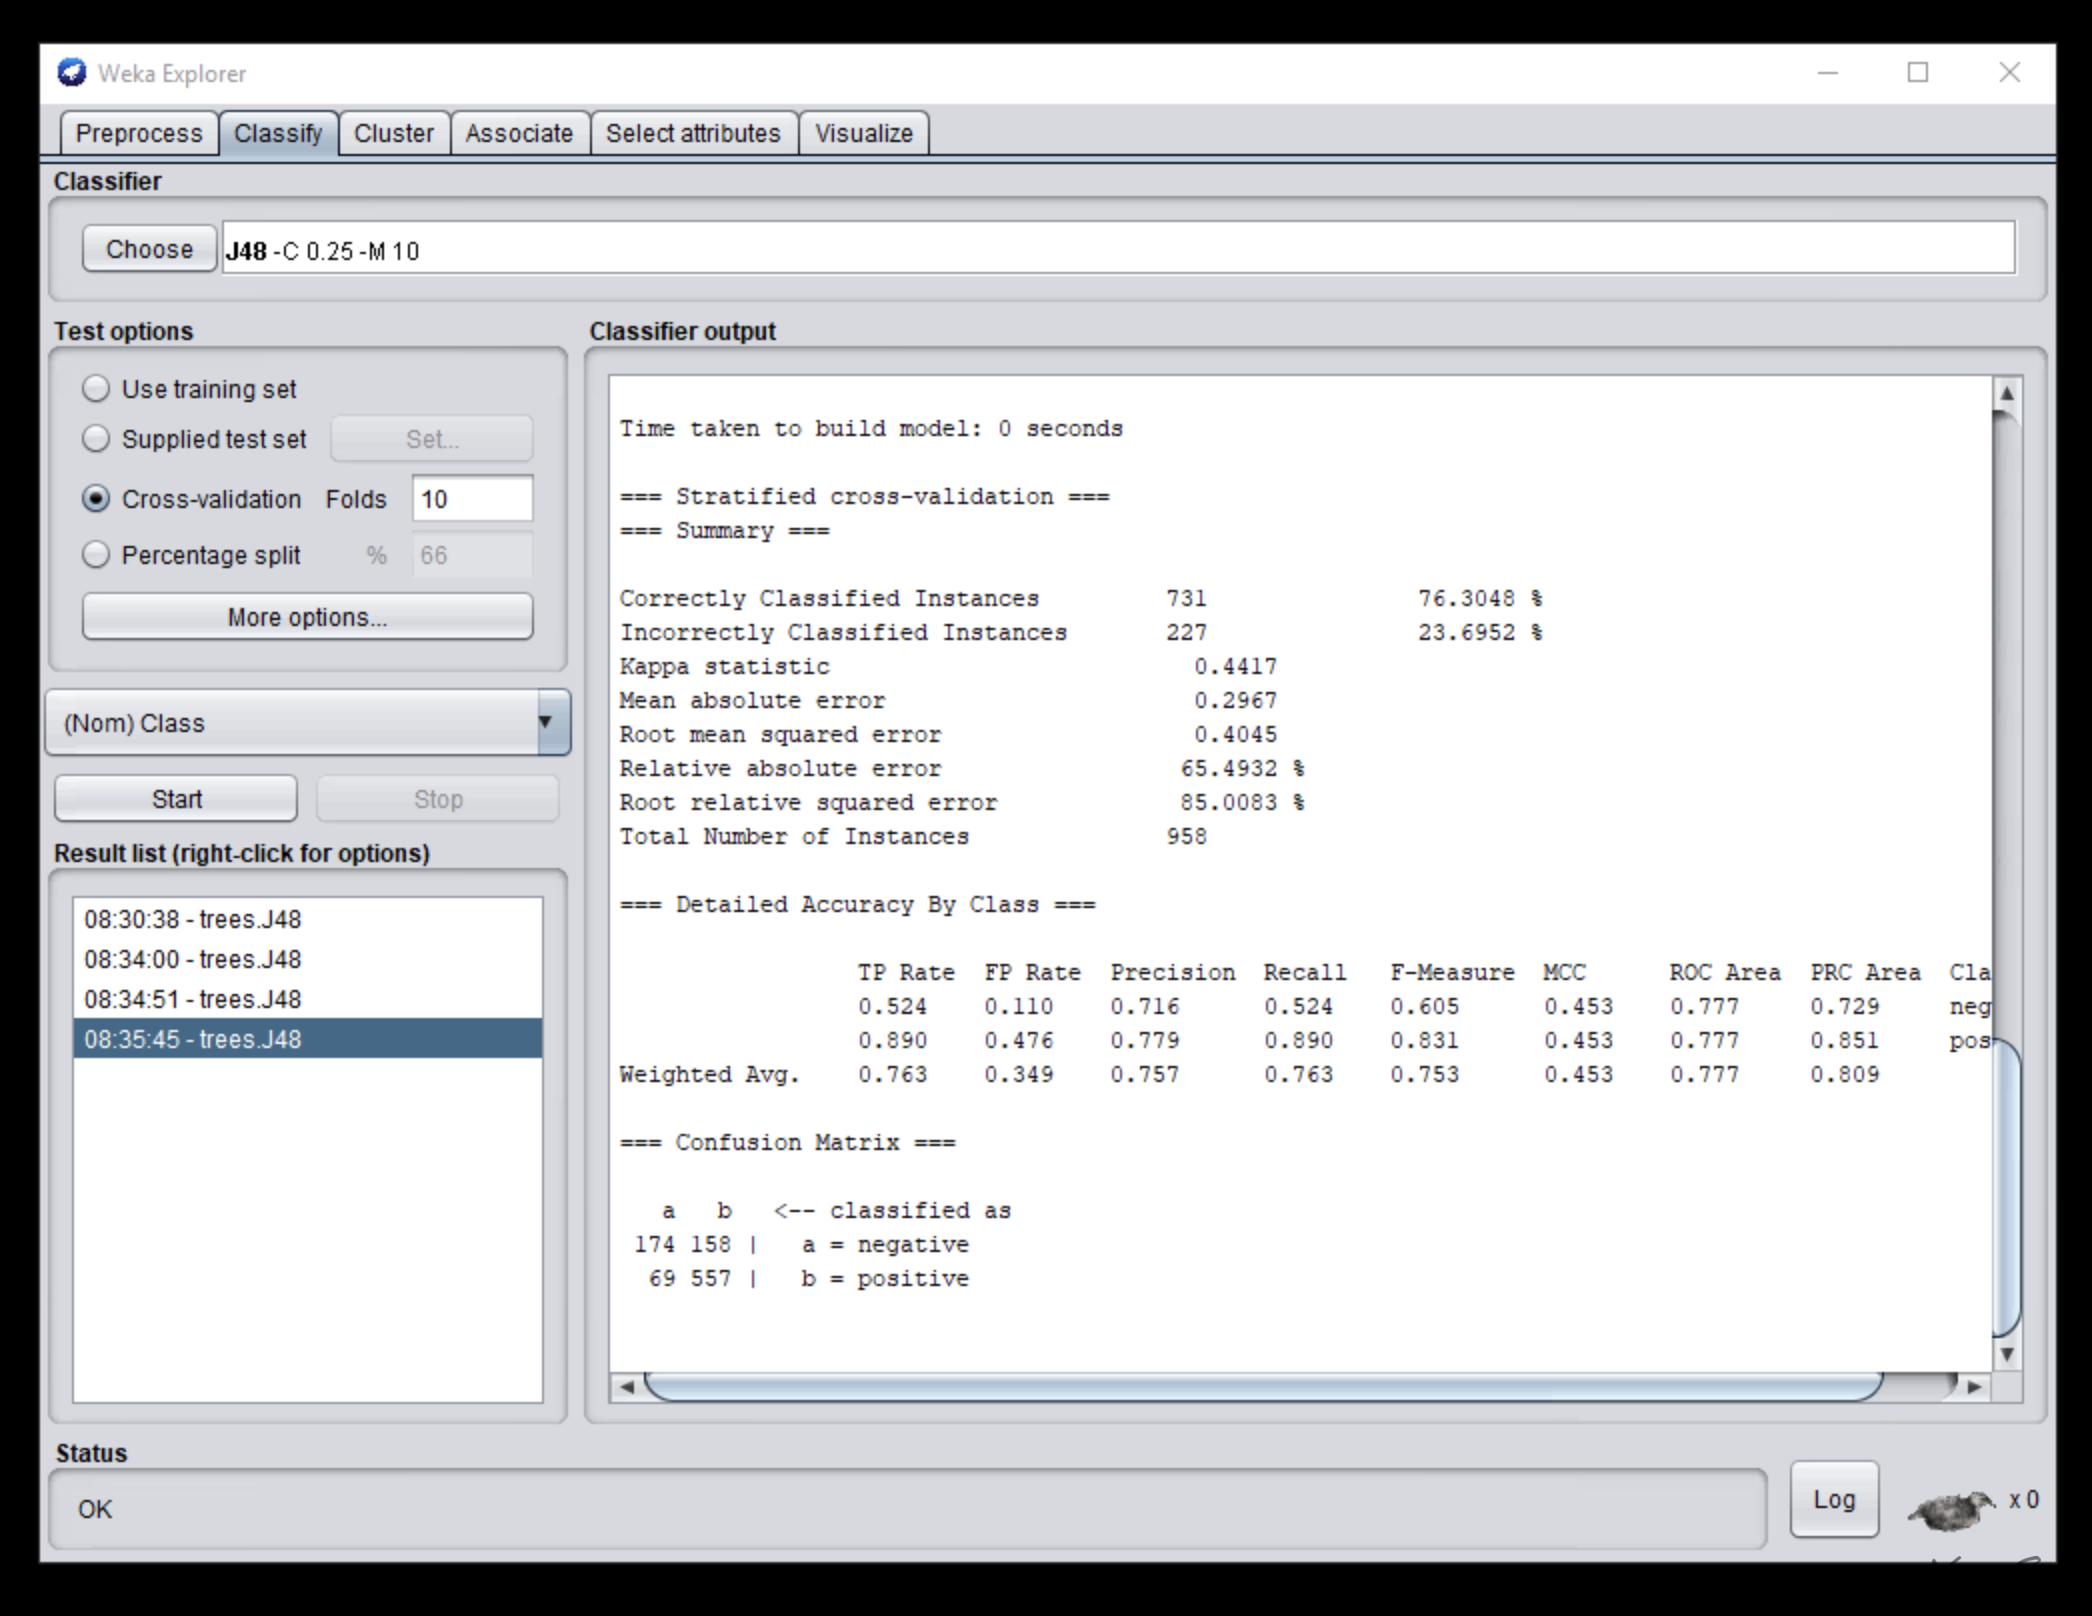 Weka Explorer
Preprocess Classify Cluster Associate Select attributes Visualize
Classifier
Choose J48 -C 0.25 -M 10
Test options
Use training set
Supplied test set Set...
Cross-validation Folds 10
Percentage split % 66
More options...
(Nom) Class
Start Stop
Result list (right-click for options)
08:30:38 - trees.J48
08:34:00 - trees.J48
08:34:51 - trees.J48
08:35:45 - trees.J48
Classifier output
Time taken to build model: 0 seconds
=== Stratified cross-validation ===
=== Summary ===
Correctly Classified Instances 731 76.3048 %
Incorrectly Classified Instances 227 23.6952 %
Kappa statistic 0.4417
Mean absolute error 0.2967
Root mean squared error 0.4045
Relative absolute error 65.4932 %
Root relative squared error 85.0083 %
Total Number of Instances 958
=== Detailed Accuracy By Class ===
TP Rate FP Rate Precision Recall F-Measure MCC ROC Area PRC Area Cla
0.524 0.110 0.716 0.524 0.605 0.453 0.777 0.729 neg
0.890 0.476 0.779 0.890 0.831 0.453 0.777 0.851 pos
Weighted Avg. 0.763 0.349 0.757 0.763 0.753 0.453 0.777 0.809
=== Confusion Matrix ===
a b <-- classified as
174 158 | a = negative
69 557 | b = positive
Status
OK
Log x 0